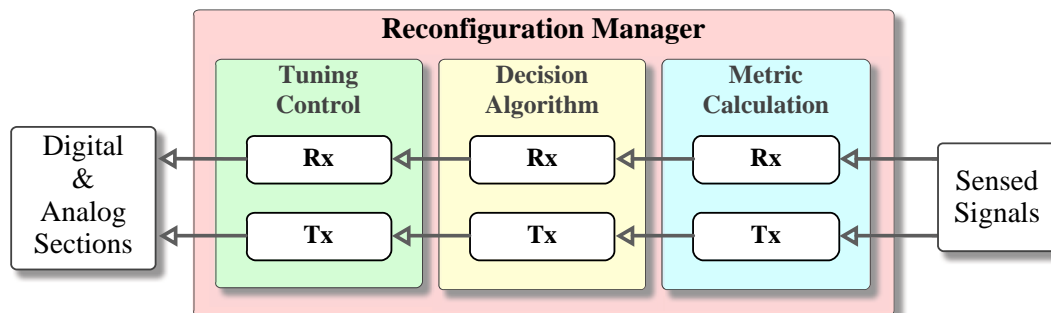 Reconfiguration Manager
Tuning
Control
Decision
Algorithm
Metric
Calculation
Digital
&
Analog
Sections
Rx
Rx
Rx
Tx
Tx
Tx
Sensed
Signals